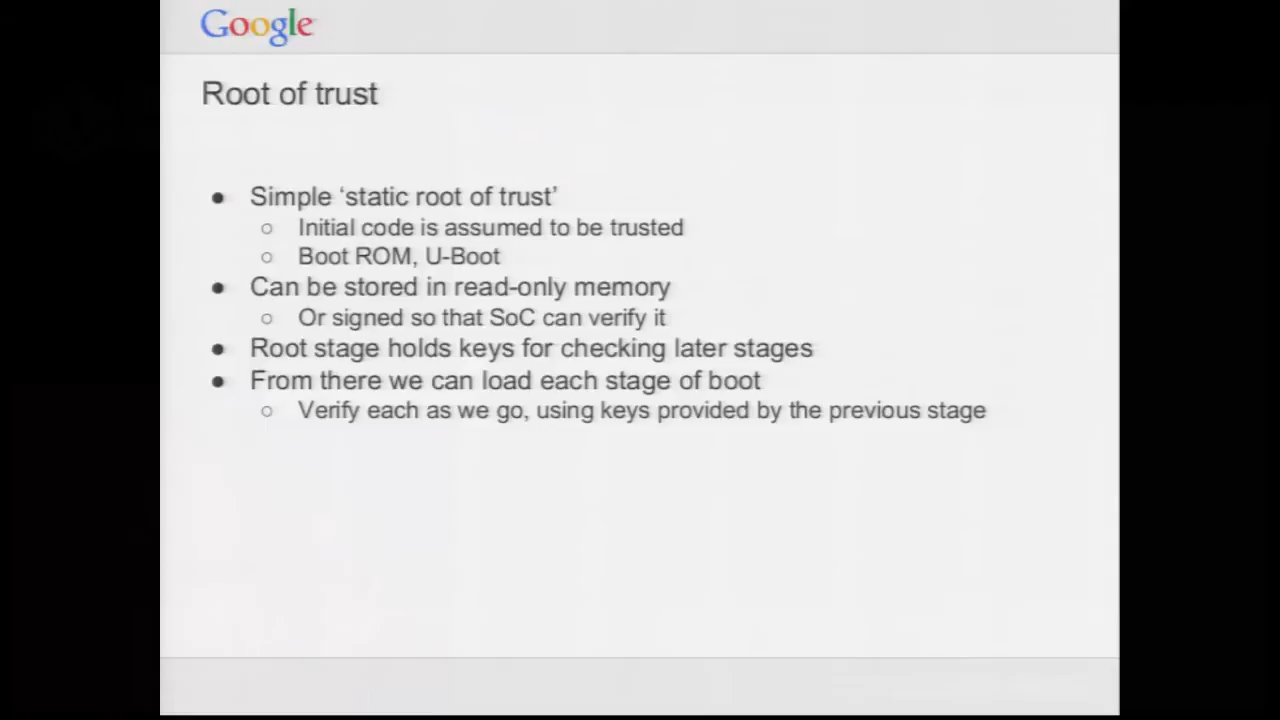 Google
Root of trust
● Simple ‘static root of trust’
○ Initial code is assumed to be trusted
○ Boot ROM, U-Boot
● Can be stored in read-only memory
○ Or signed so that SoC can verify it
● Root stage holds keys for checking later stages
● From there we can load each stage of boot
○ Verify each as we go, using keys provided by the previous stage